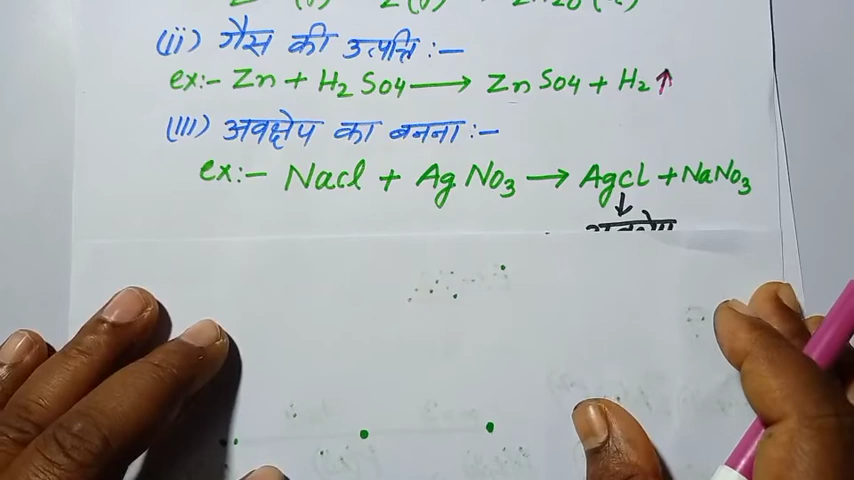 (ii) गैस की उत्पत्ति :-
ex:- Zn + H2 SO4 → Zn SO4 + H2 ↑
(III) अवक्षेप का बनना :-
ex:- Nacl + Ag NO3 → Agcl + NaNO3
↓